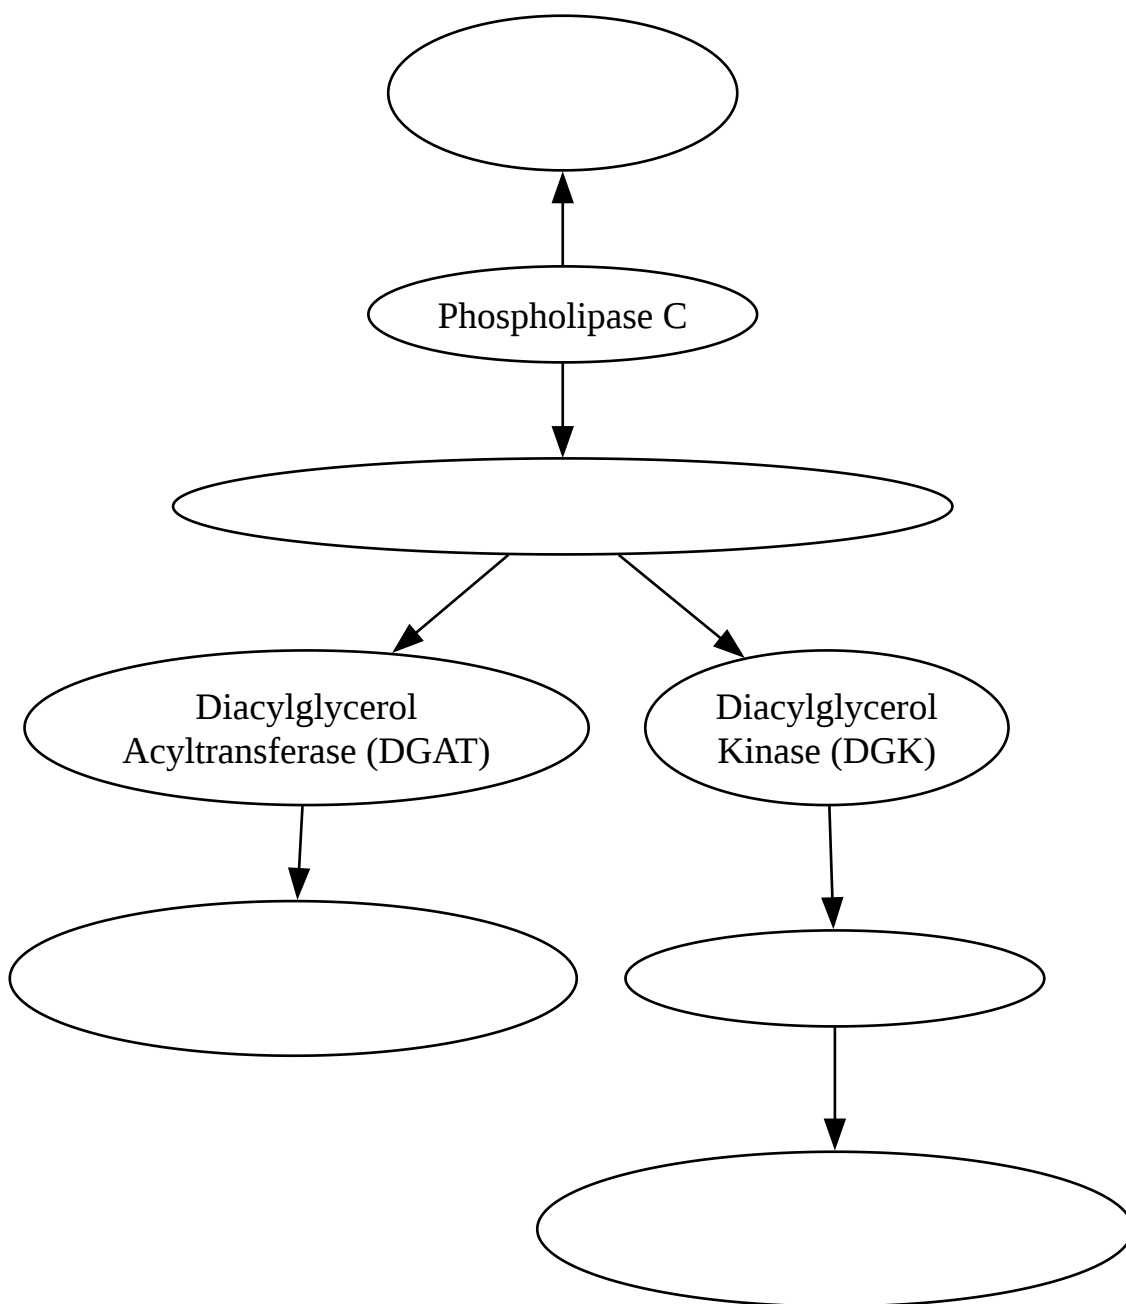 Phospholipase C
Diacylglycerol
Acyltransferase (DGAT)
Diacylglycerol
Kinase (DGK)